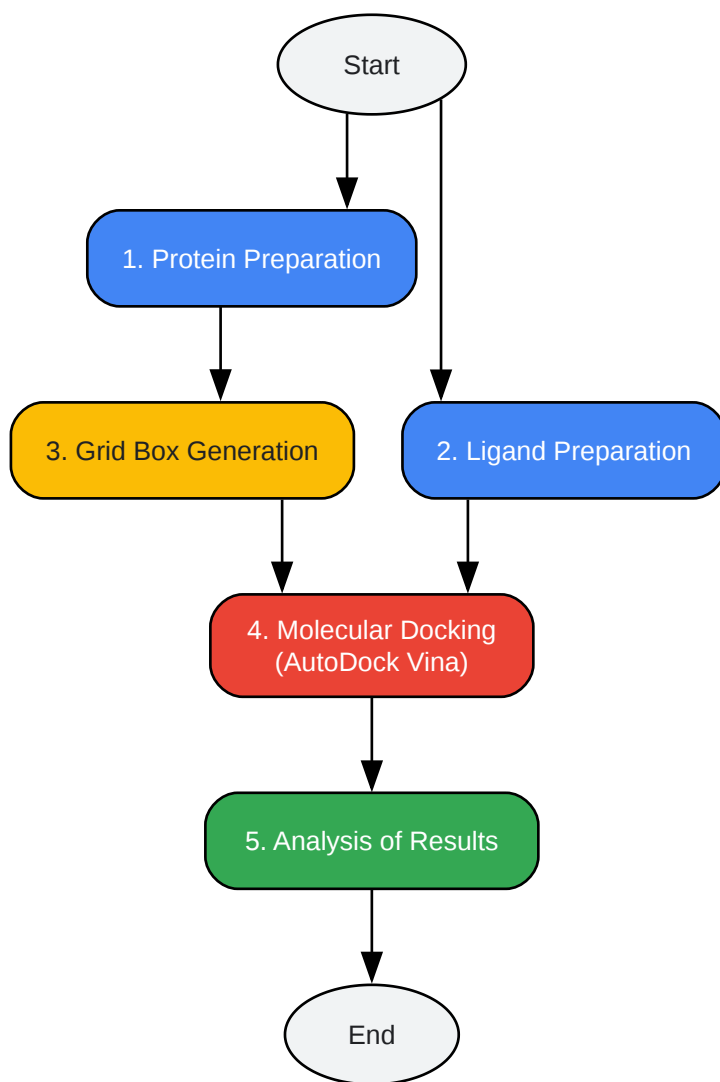 Start
1. Protein Preparation
3. Grid Box Generation
2. Ligand Preparation
4. Molecular Docking
(AutoDock Vina)
5. Analysis of Results
End